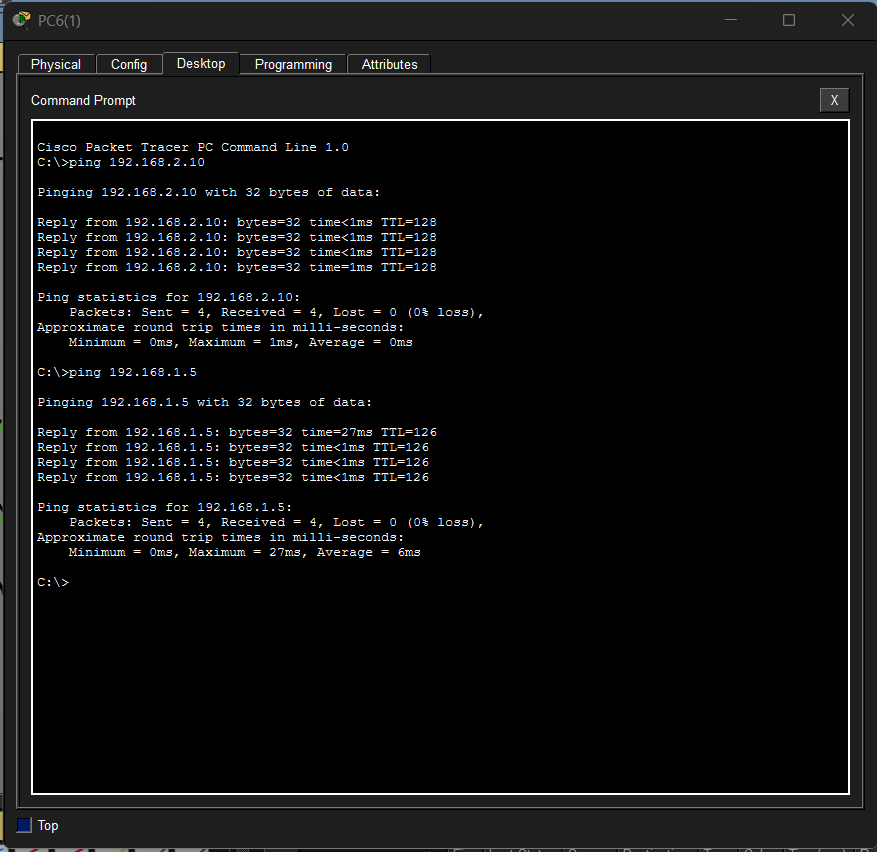 PC6(1)
Physical Config Desktop Programming Attributes
Command Prompt
X
Cisco Packet Tracer PC Command Line 1.0
C:\>ping 192.168.2.10
Pinging 192.168.2.10 with 32 bytes of data:
Reply from 192.168.2.10: bytes=32 time<1ms TTL=128
Reply from 192.168.2.10: bytes=32 time<1ms TTL=128
Reply from 192.168.2.10: bytes=32 time<1ms TTL=128
Reply from 192.168.2.10: bytes=32 time=1ms TTL=128
Ping statistics for 192.168.2.10:
    Packets: Sent = 4, Received = 4, Lost = 0 (0% loss),
Approximate round trip times in milli-seconds:
    Minimum = 0ms, Maximum = 1ms, Average = 0ms
C:\>ping 192.168.1.5
Pinging 192.168.1.5 with 32 bytes of data:
Reply from 192.168.1.5: bytes=32 time=27ms TTL=126
Reply from 192.168.1.5: bytes=32 time<1ms TTL=126
Reply from 192.168.1.5: bytes=32 time<1ms TTL=126
Reply from 192.168.1.5: bytes=32 time<1ms TTL=126
Ping statistics for 192.168.1.5:
    Packets: Sent = 4, Received = 4, Lost = 0 (0% loss),
Approximate round trip times in milli-seconds:
    Minimum = 0ms, Maximum = 27ms, Average = 6ms
C:\>
Top